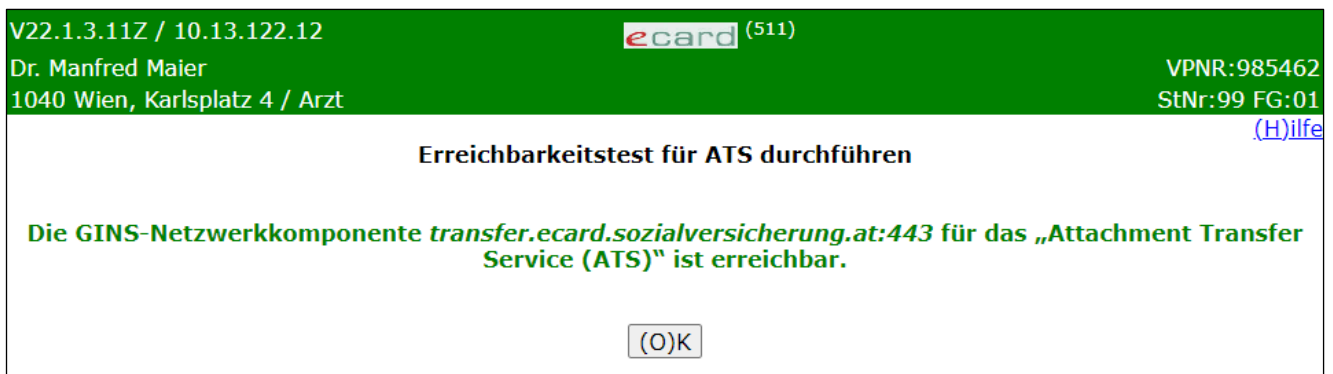 V22.1.3.11Z / 10.13.122.12
ecard (511)
Dr. Manfred Maier
VPNR:985462
1040 Wien, Karlsplatz 4 / Arzt
StNr:99 FG:01
(H)ilfe
Erreichbarkeitstest für ATS durchführen
Die GINS-Netzwerkkomponente transfer.ecard.sozialversicherung.at:443 für das „Attachment Transfer
Service (ATS)“ ist erreichbar.
(O)K